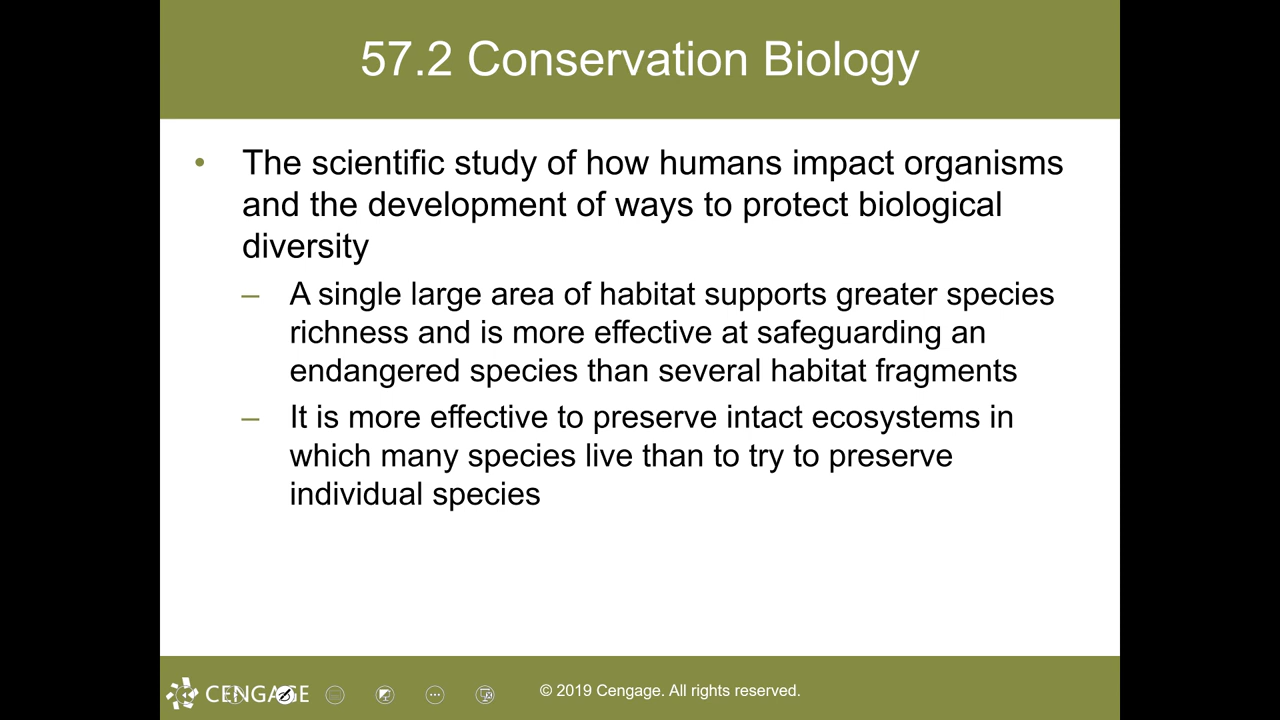 57.2 Conservation Biology
• The scientific study of how humans impact organisms
and the development of ways to protect biological
diversity
– A single large area of habitat supports greater species
richness and is more effective at safeguarding an
endangered species than several habitat fragments
– It is more effective to preserve intact ecosystems in
which many species live than to try to preserve
individual species
CENGAGE
© 2019 Cengage. All rights reserved.